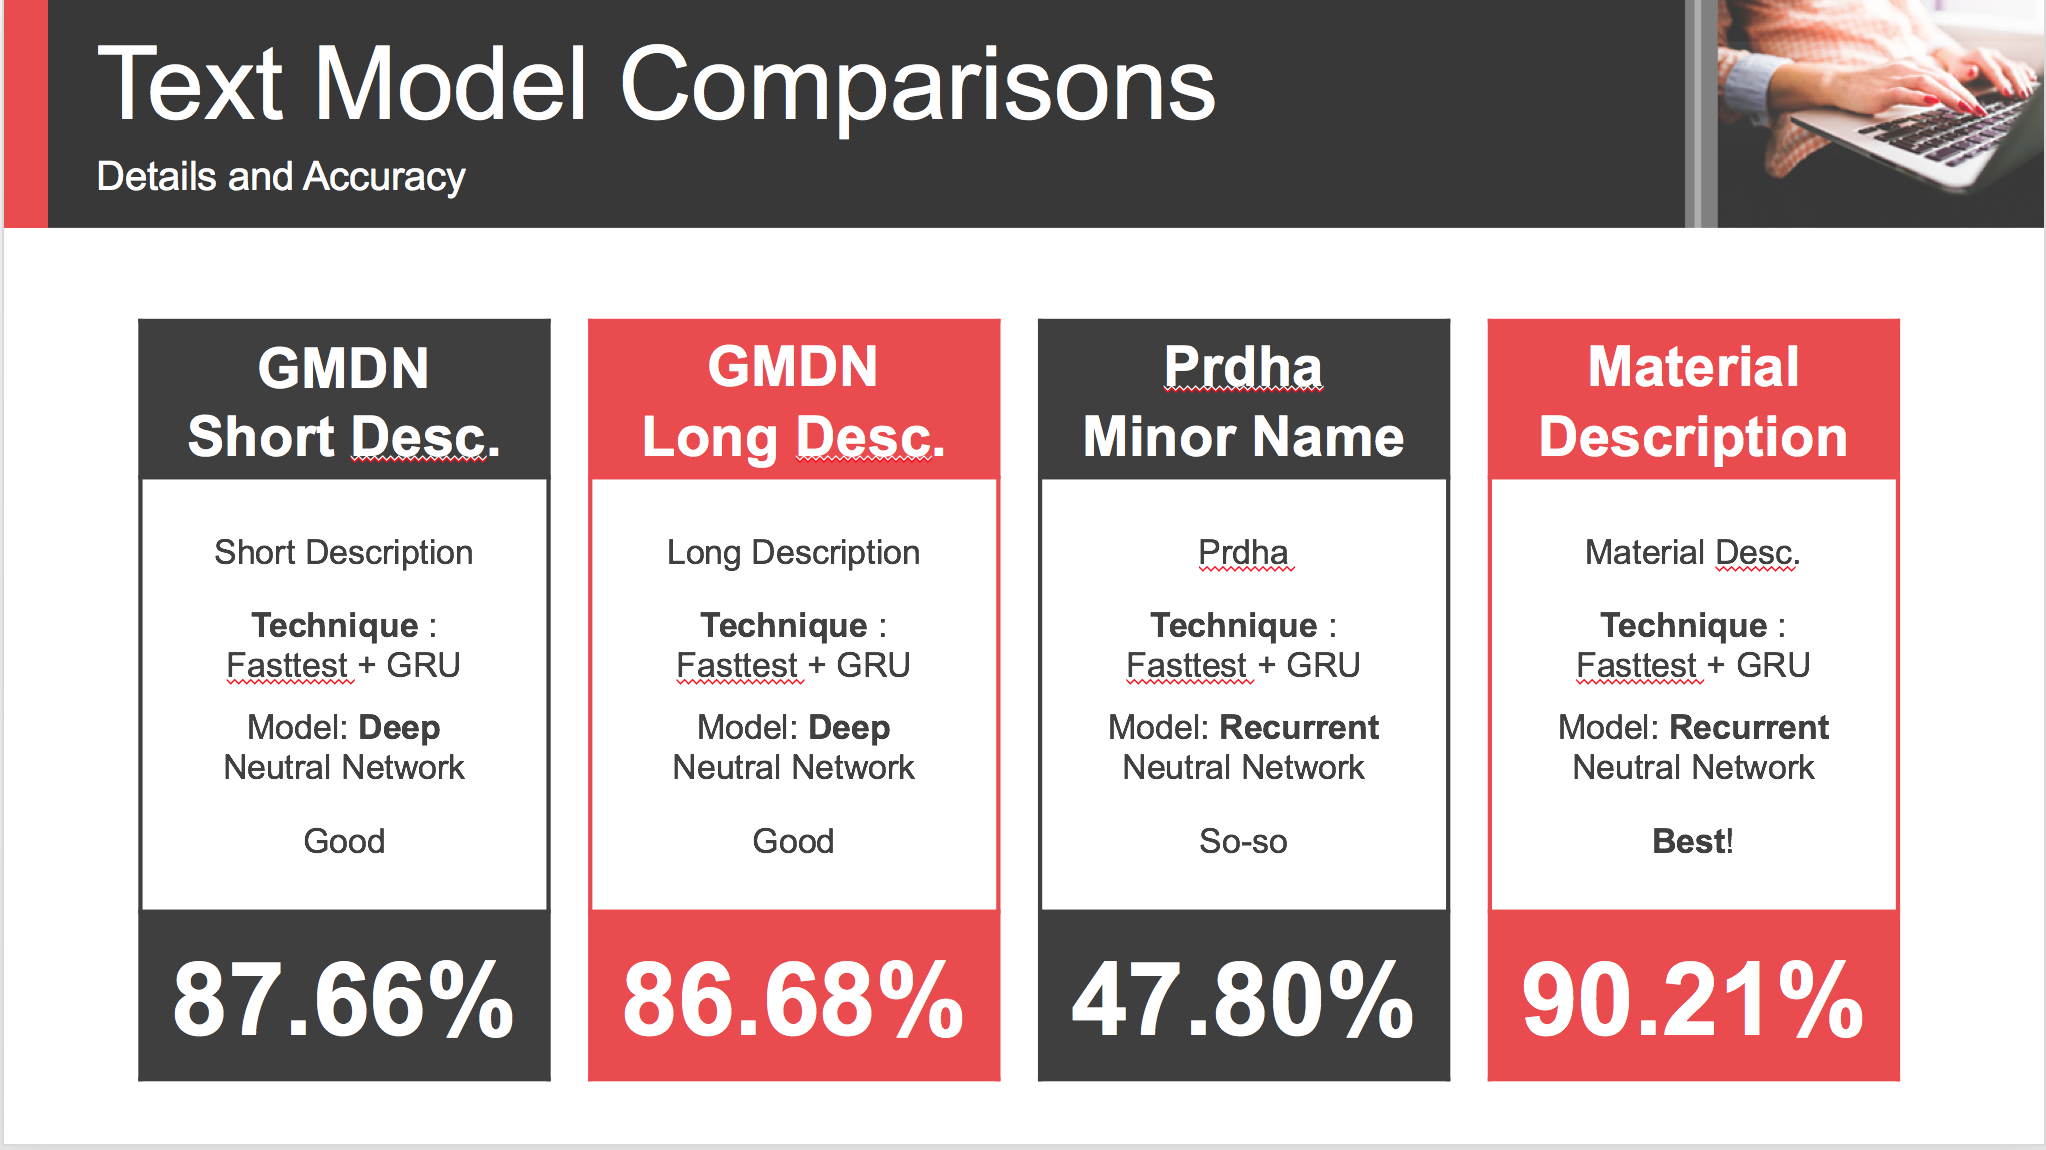 Text Model Comparisons
Details and Accuracy
GMDN
Short Desc.
Short Description
Technique :
Fasttest + GRU
Model: Deep
Neutral Network
Good
87.66%
GMDN
Long Desc.
Long Description
Technique :
Fasttest + GRU
Model: Deep
Neutral Network
Good
86.68%
Prdha
Minor Name
Prdha
Technique :
Fasttest + GRU
Model: Recurrent
Neutral Network
So-so
47.80%
Material
Description
Material Desc.
Technique :
Fasttest + GRU
Model: Recurrent
Neutral Network
Best!
90.21%